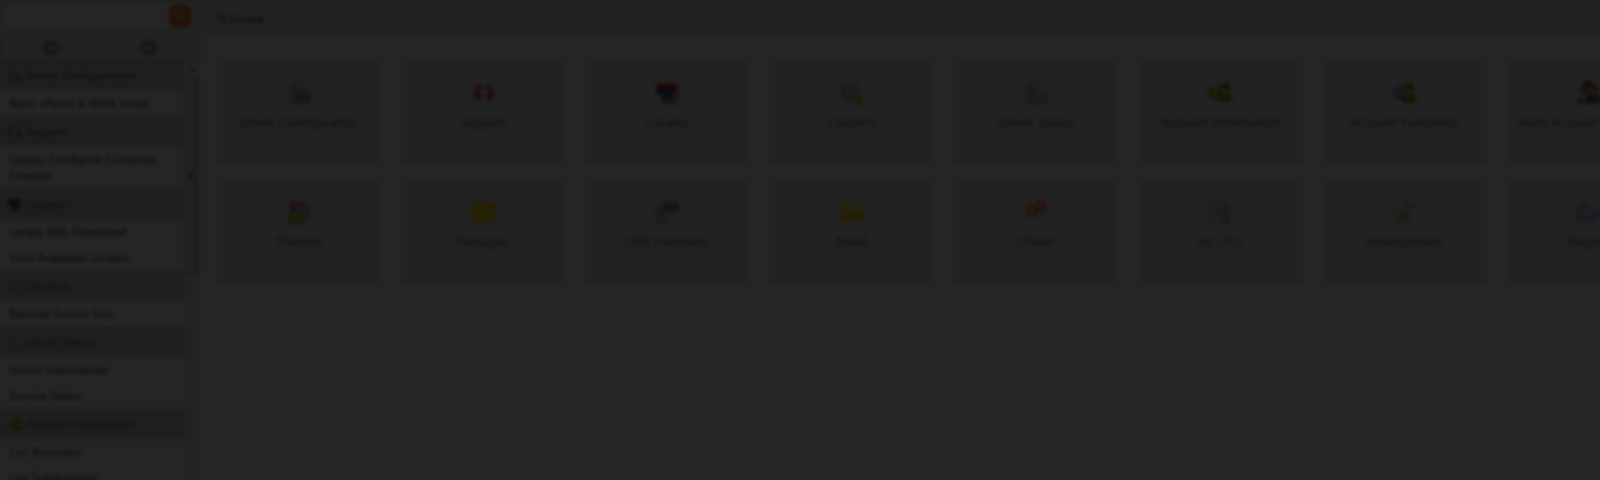 Home
Server Configuration
Basic cPanel & WHM Setup
Support
Legacy Configure Customer
Contact
Locales
Locale XML Download
View Available Locales
Clusters
Remote Access Key
Server Status
Server Information
Service Status
Account Information
List Accounts
List Subdomains
Server Configuration
Support
Locales
Clusters
Server Status
Account Information
Account Functions
Multi Account
Themes
Packages
DNS Functions
Email
cPanel
SSL/TLS
Development
Plugins